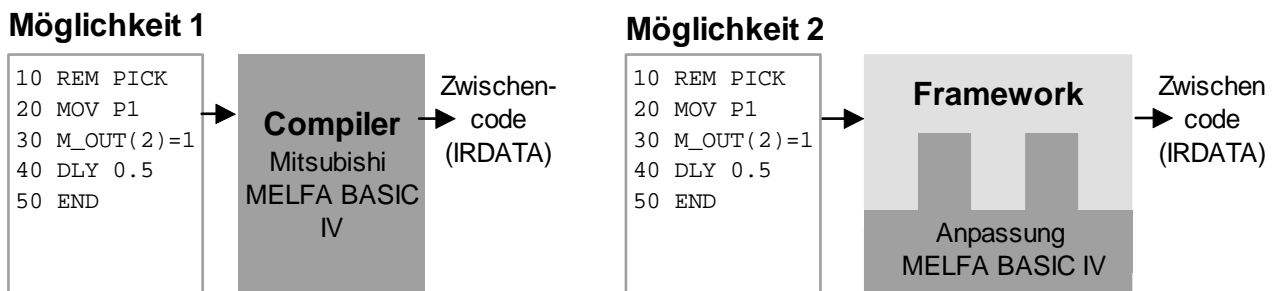 Möglichkeit 1
10 REM PICK
20 MOV P1
30 M_OUT(2)=1
40 DLY 0.5
50 END
Compiler
Mitsubishi
MELFA BASIC
IV
Zwischen-
code
(IRDATA)
Möglichkeit 2
10 REM PICK
20 MOV P1
30 M_OUT(2)=1
40 DLY 0.5
50 END
Framework
Anpassung
MELFA BASIC IV
Zwischen
code
(IRDATA)